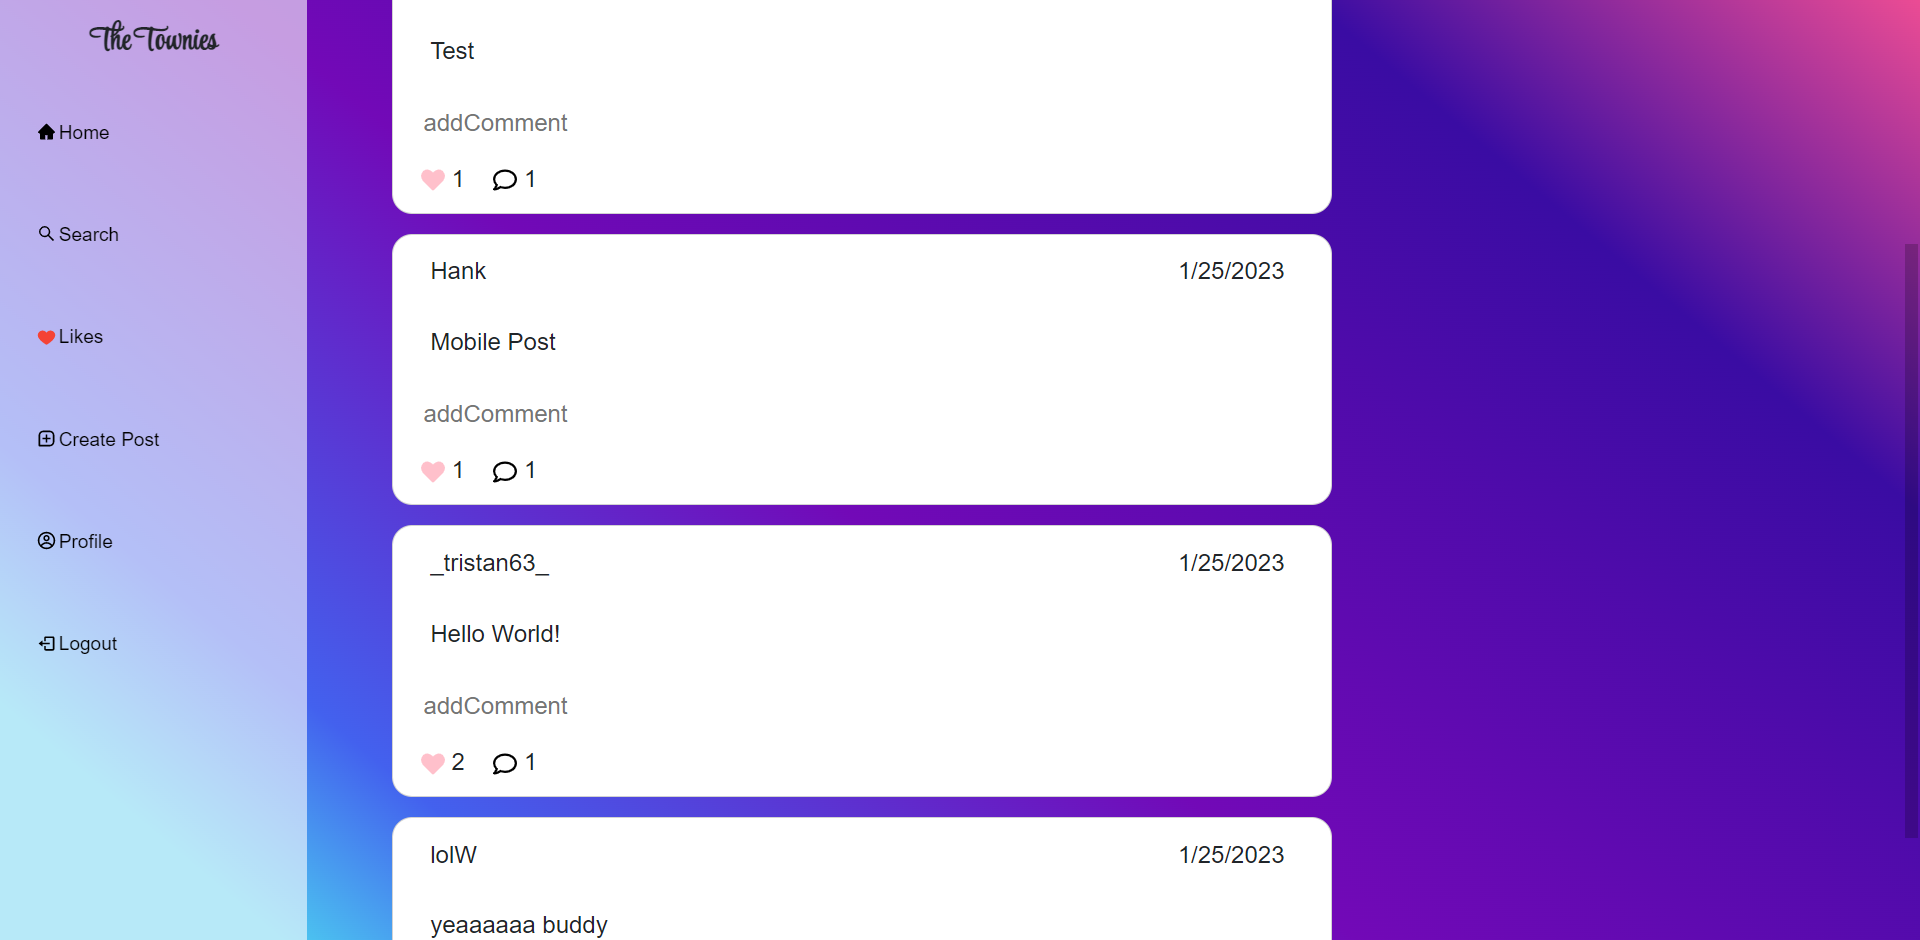 The Townies
Home
Search
Likes
Create Post
Profile
Logout
Test
addComment
1 1
Hank 1/25/2023
Mobile Post
addComment
1 1
_tristan63_ 1/25/2023
Hello World!
addComment
2 1
lolW 1/25/2023
yeaaaaaa buddy